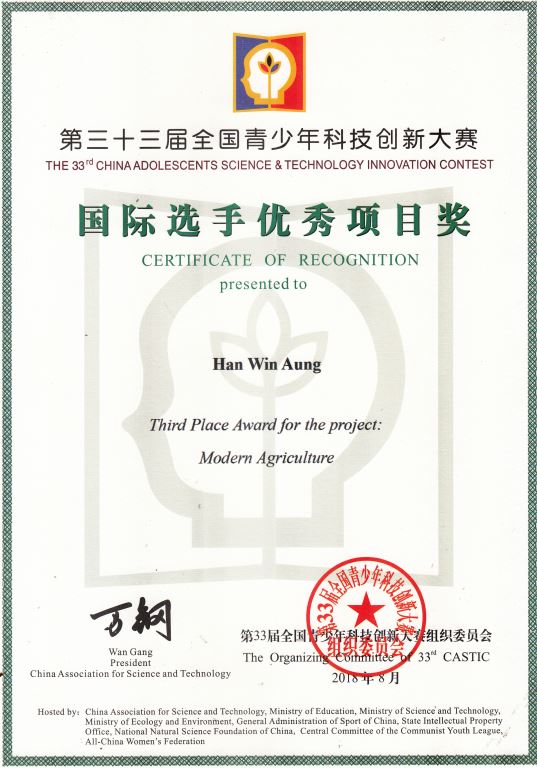 第三十三届全国青少年科技创新大赛
THE 33rd CHINA ADOLESCENTS SCIENCE & TECHNOLOGY INNOVATION CONTEST
国际选手优秀项目奖
CERTIFICATE OF RECOGNITION
presented to
Han Win Aung
Third Place Award for the project:
Modern Agriculture
万钢
Wan Gang
President
China Association for Science and Technology
第33届全国青少年科技创新大赛
组织委员会
第33届全国青少年科技创新大赛组织委员会
The Organizing Committee of 33rd CASTIC
2018年8月
Hosted by: China Association for Science and Technology, Ministry of Education, Ministry of Science and Technology,
Ministry of Ecology and Environment, General Administration of Sport of China, State Intellectual Property
Office, National Natural Science Foundation of China, Central Committee of the Communist Youth League,
All-China Women's Federation